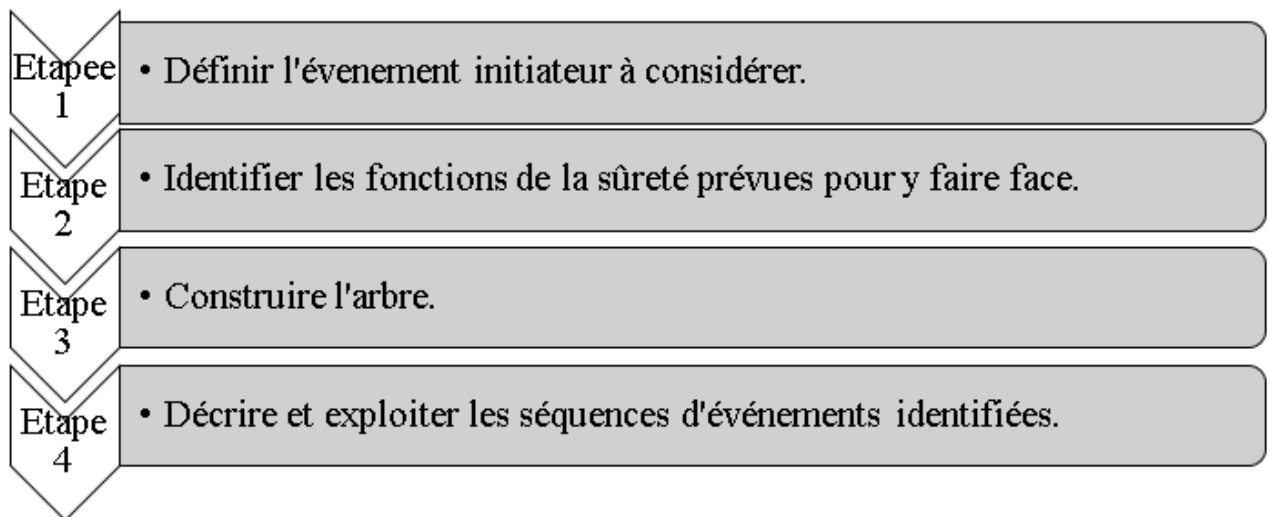 Etapee
1
• Définir l'évenement initiateur à considérer.
Etape
2
• Identifier les fonctions de la sûreté prévues pour y faire face.
Etape
3
• Construire l'arbre.
Etape
4
• Décrire et exploiter les séquences d'événements identifiées.